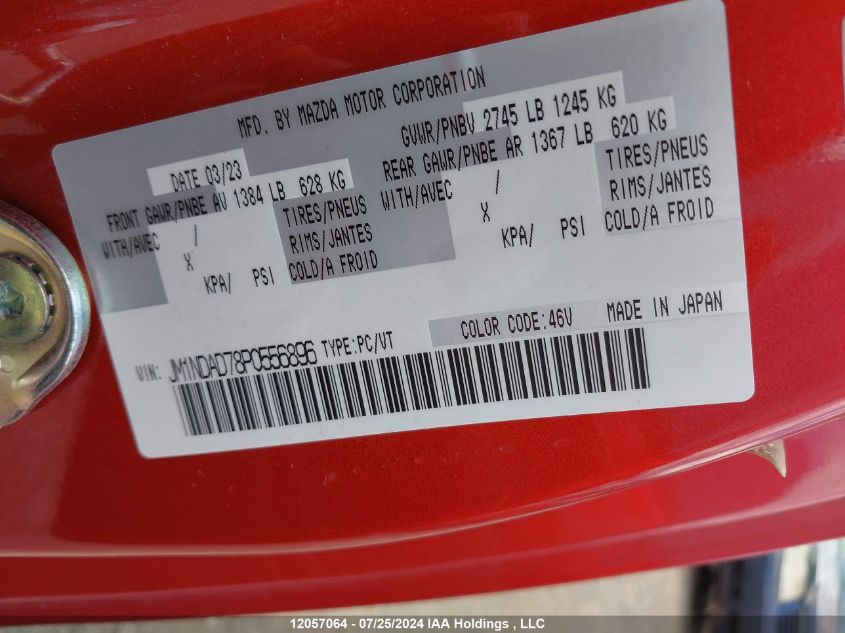 MFD. BY MAZDA MOTOR CORPORATION
DATE 03/23 GVWR/PNBV 2745 LB 1245 KG
FRONT GAWR/PNBE AV 1384 LB 628 KG REAR GAWR/PNBE AR 1367 LB 620 KG
WITH/AVEC / TIRES/PNEUS WITH/AVEC / TIRES/PNEUS
X RIMS/JANTES X RIMS/JANTES
KPA/ PSI COLD/A FROID KPA/ PSI COLD/A FROID
COLOR CODE:46V MADE IN JAPAN
VIN: JM1NDAD78P0556896 TYPE:PC/VT
12057064 - 07/25/2024 IAA Holdings , LLC